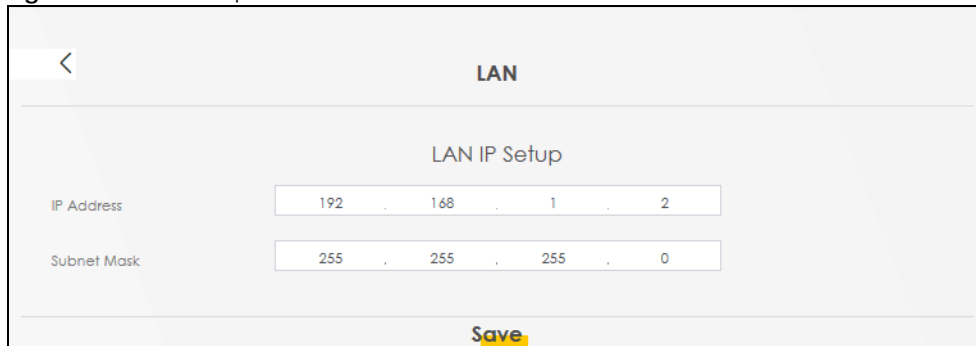 LAN
LAN IP Setup
IP Address 192 . 168 . 1 . 2
Subnet Mask 255 . 255 . 255 . 0
Save